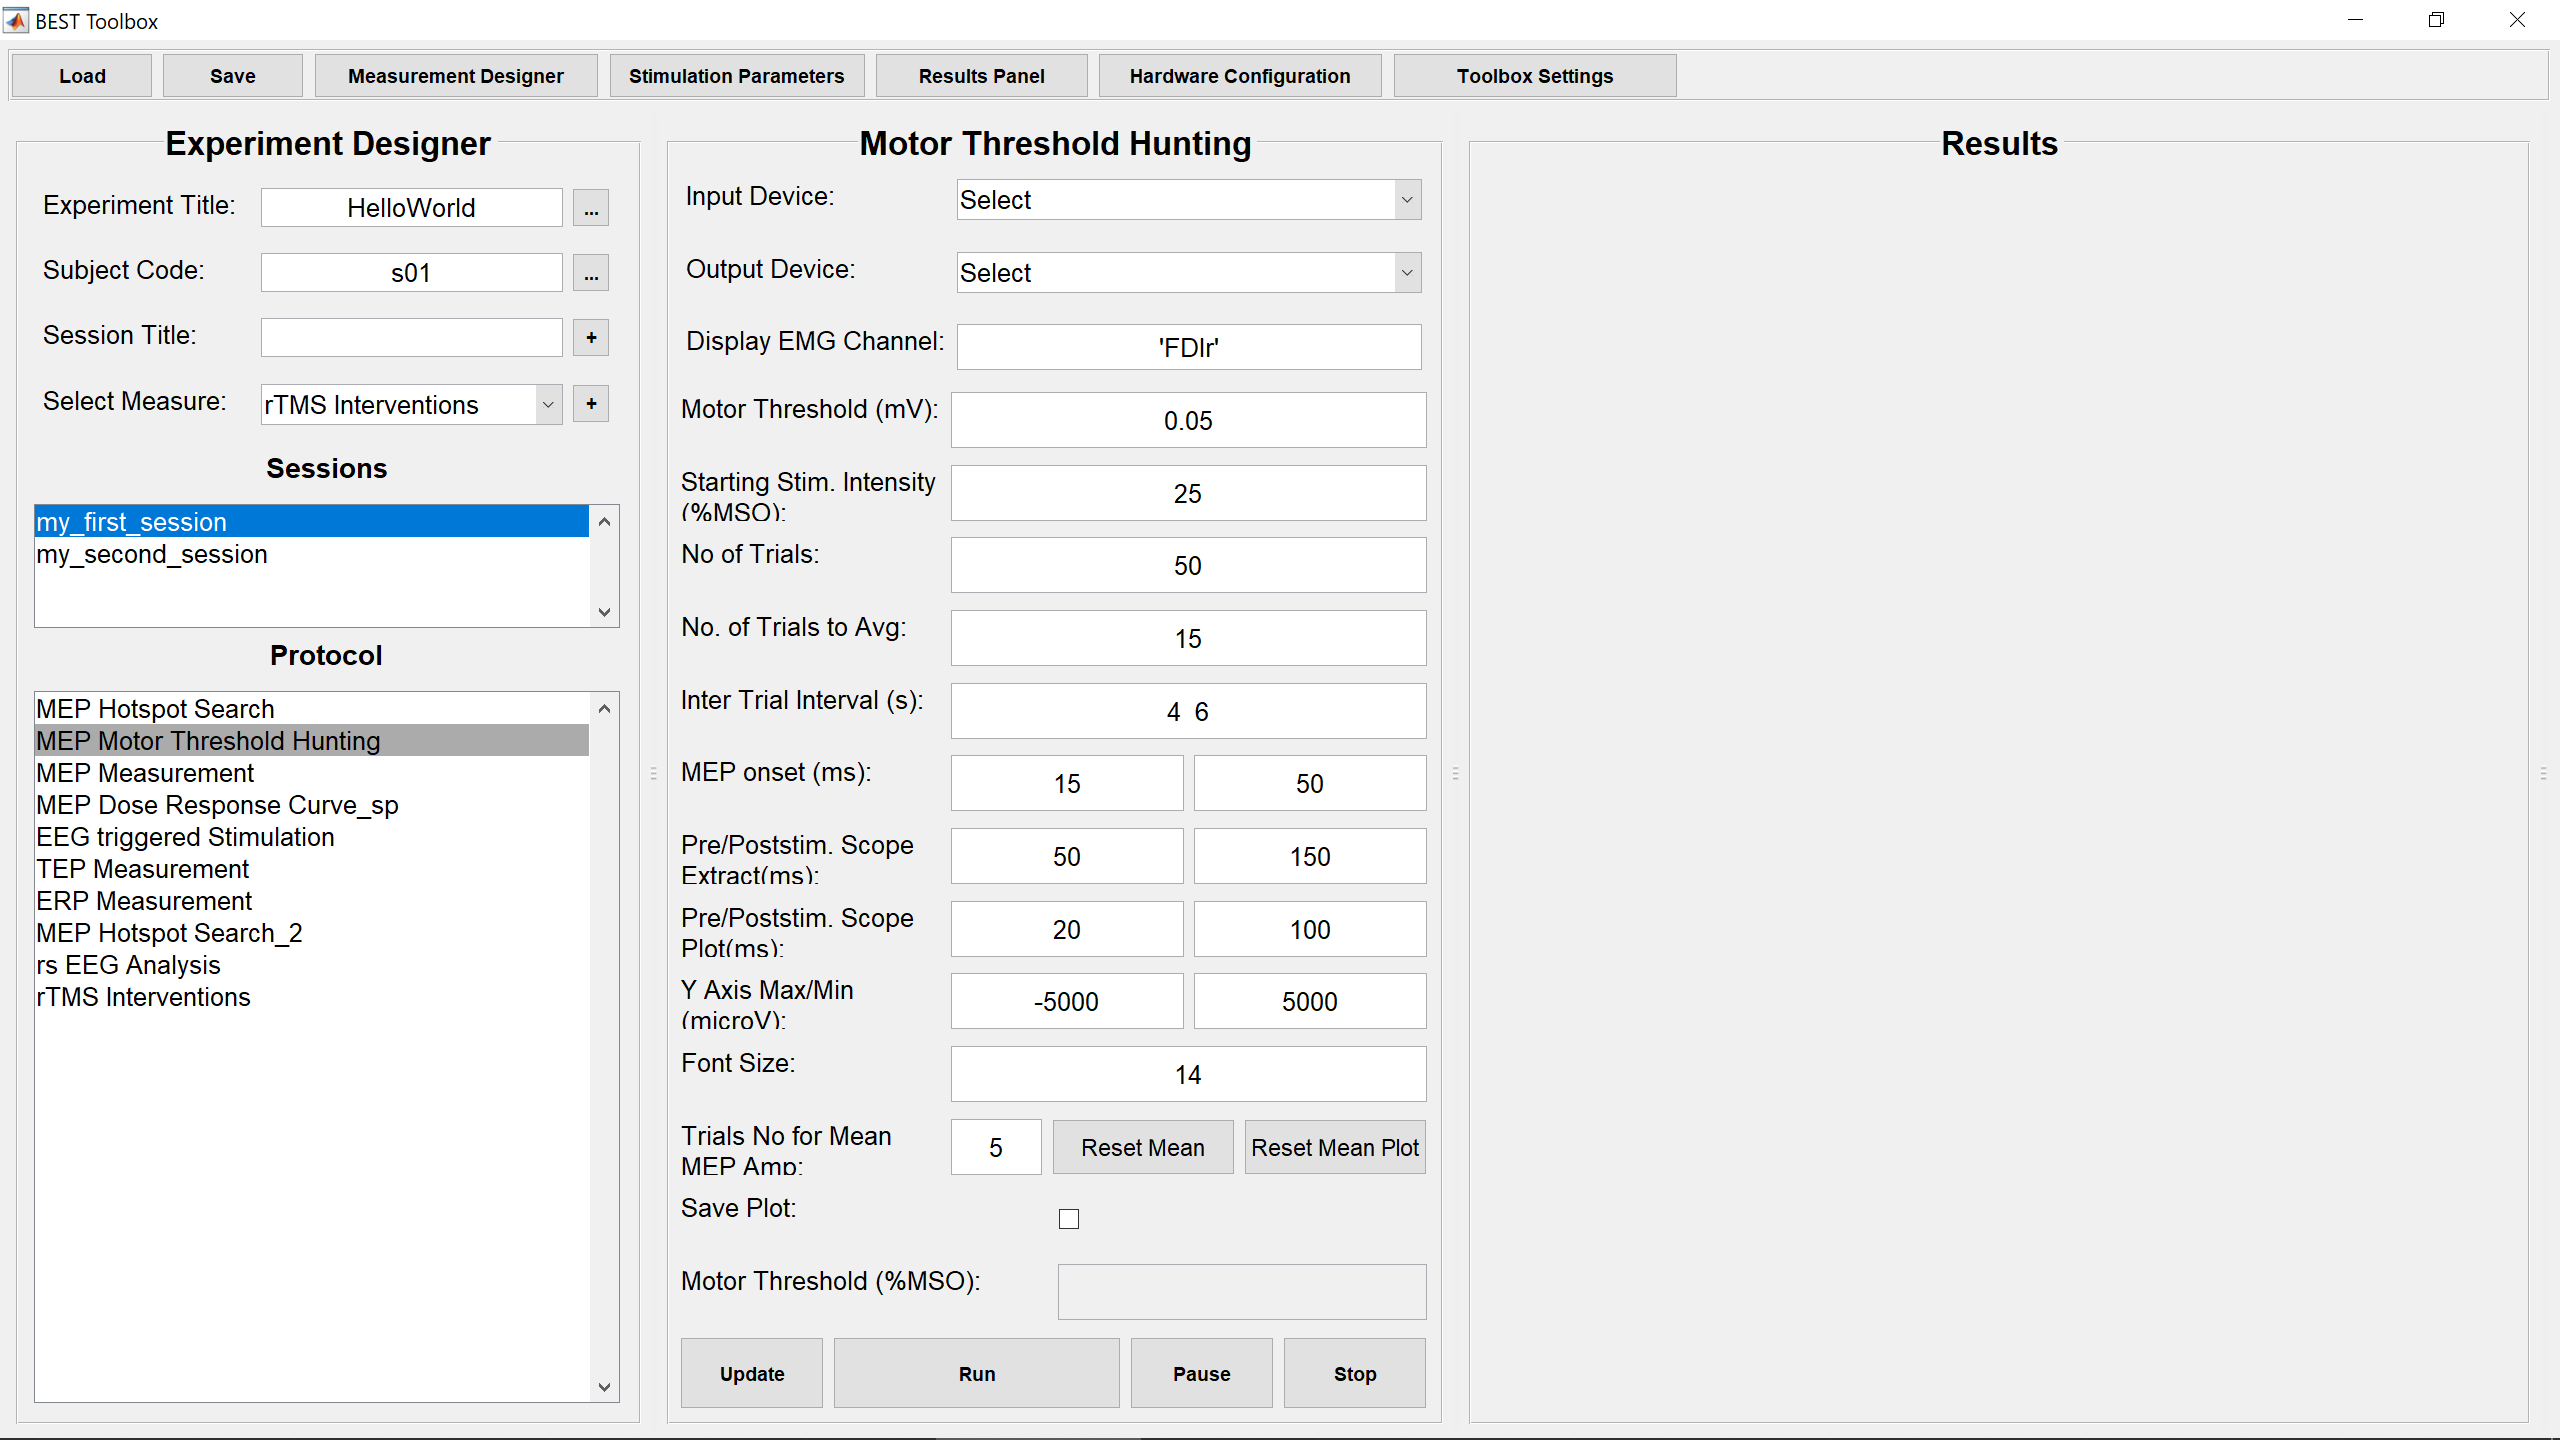 BEST Toolbox
Load Save Measurement Designer Stimulation Parameters Results Panel Hardware Configuration Toolbox Settings
Experiment Designer
Experiment Title: HelloWorld ...
Subject Code: s01 ...
Session Title: +
Select Measure: rTMS Interventions +
Sessions
my_first_session
my_second_session
Protocol
MEP Hotspot Search
MEP Motor Threshold Hunting
MEP Measurement
MEP Dose Response Curve_sp
EEG triggered Stimulation
TEP Measurement
ERP Measurement
MEP Hotspot Search_2
rs EEG Analysis
rTMS Interventions
Motor Threshold Hunting
Input Device: Select
Output Device: Select
Display EMG Channel: 'FDIr'
Motor Threshold (mV): 0.05
Starting Stim. Intensity
(%MSO): 25
No of Trials: 50
No. of Trials to Avg: 15
Inter Trial Interval (s): 4 6
MEP onset (ms): 15 50
Pre/Poststim. Scope
Extract(ms): 50 150
Pre/Poststim. Scope
Plot(ms): 20 100
Y Axis Max/Min
(microV): -5000 5000
Font Size: 14
Trials No for Mean
MEP Amp: 5 Reset Mean Reset Mean Plot
Save Plot:
Motor Threshold (%MSO):
Update Run Pause Stop
Results